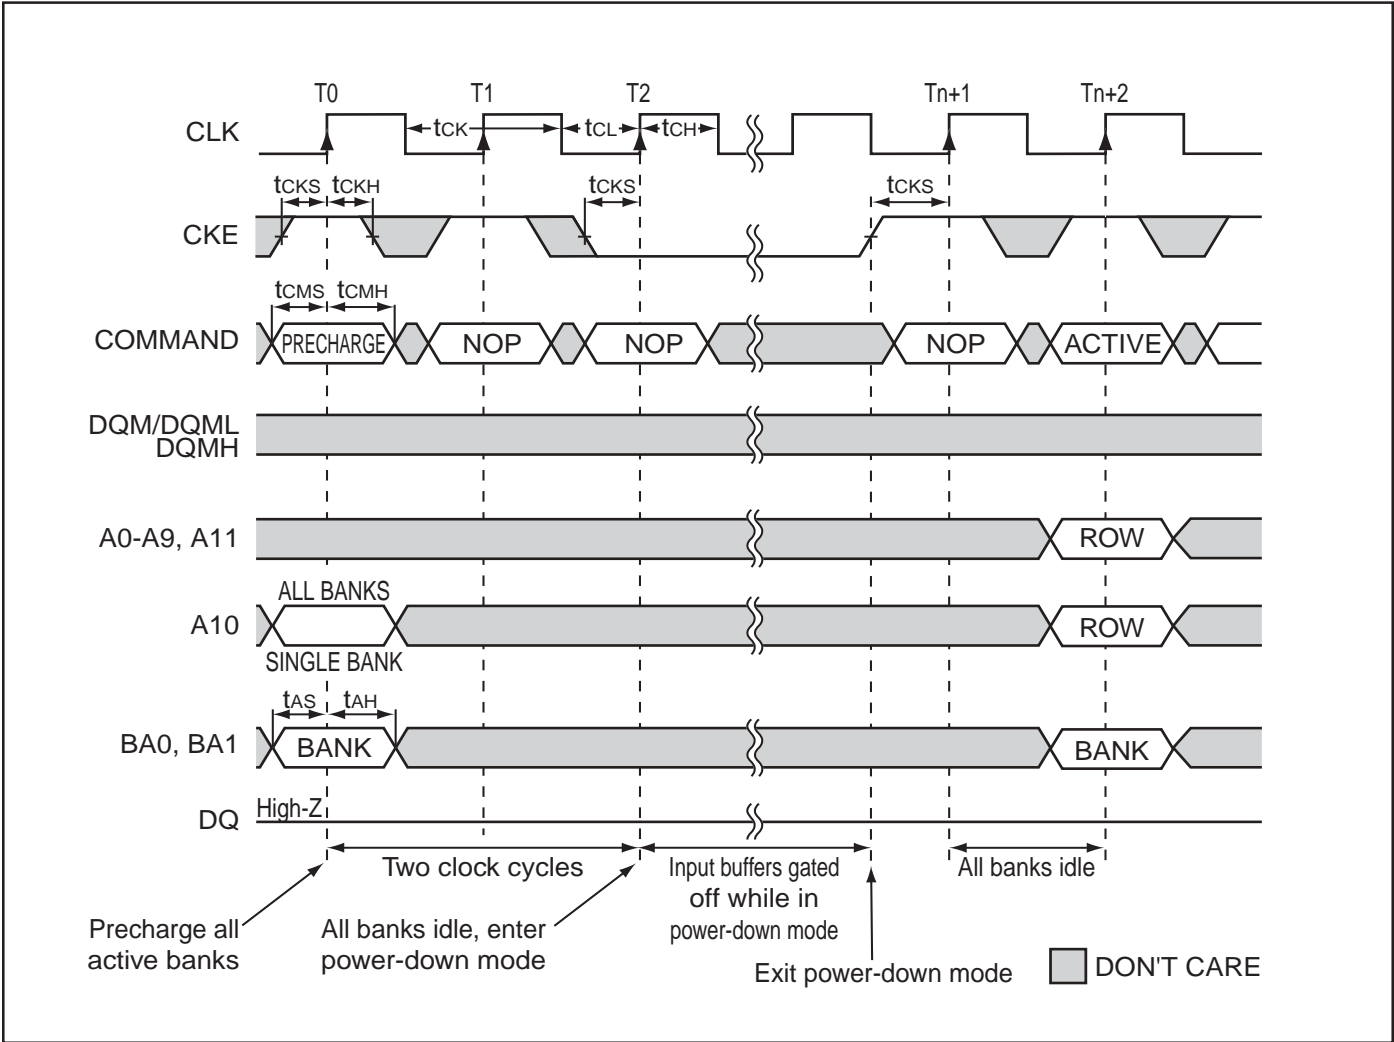 T0 T1 T2 Tn+1 Tn+2
CLK tCK tCL tCH
tCKS tCKH tCKS tCKS
CKE
tCMS tCMH
COMMAND PRECHARGE NOP NOP NOP ACTIVE
DQM/DQML
DQMH
A0-A9, A11 ROW
ALL BANKS
A10 ROW
SINGLE BANK
tAS tAH
BA0, BA1 BANK BANK
High-Z
DQ
Two clock cycles
Input buffers gated
off while in
power-down mode
All banks idle
Precharge all
active banks
All banks idle, enter
power-down mode
Exit power-down mode
DON'T CARE